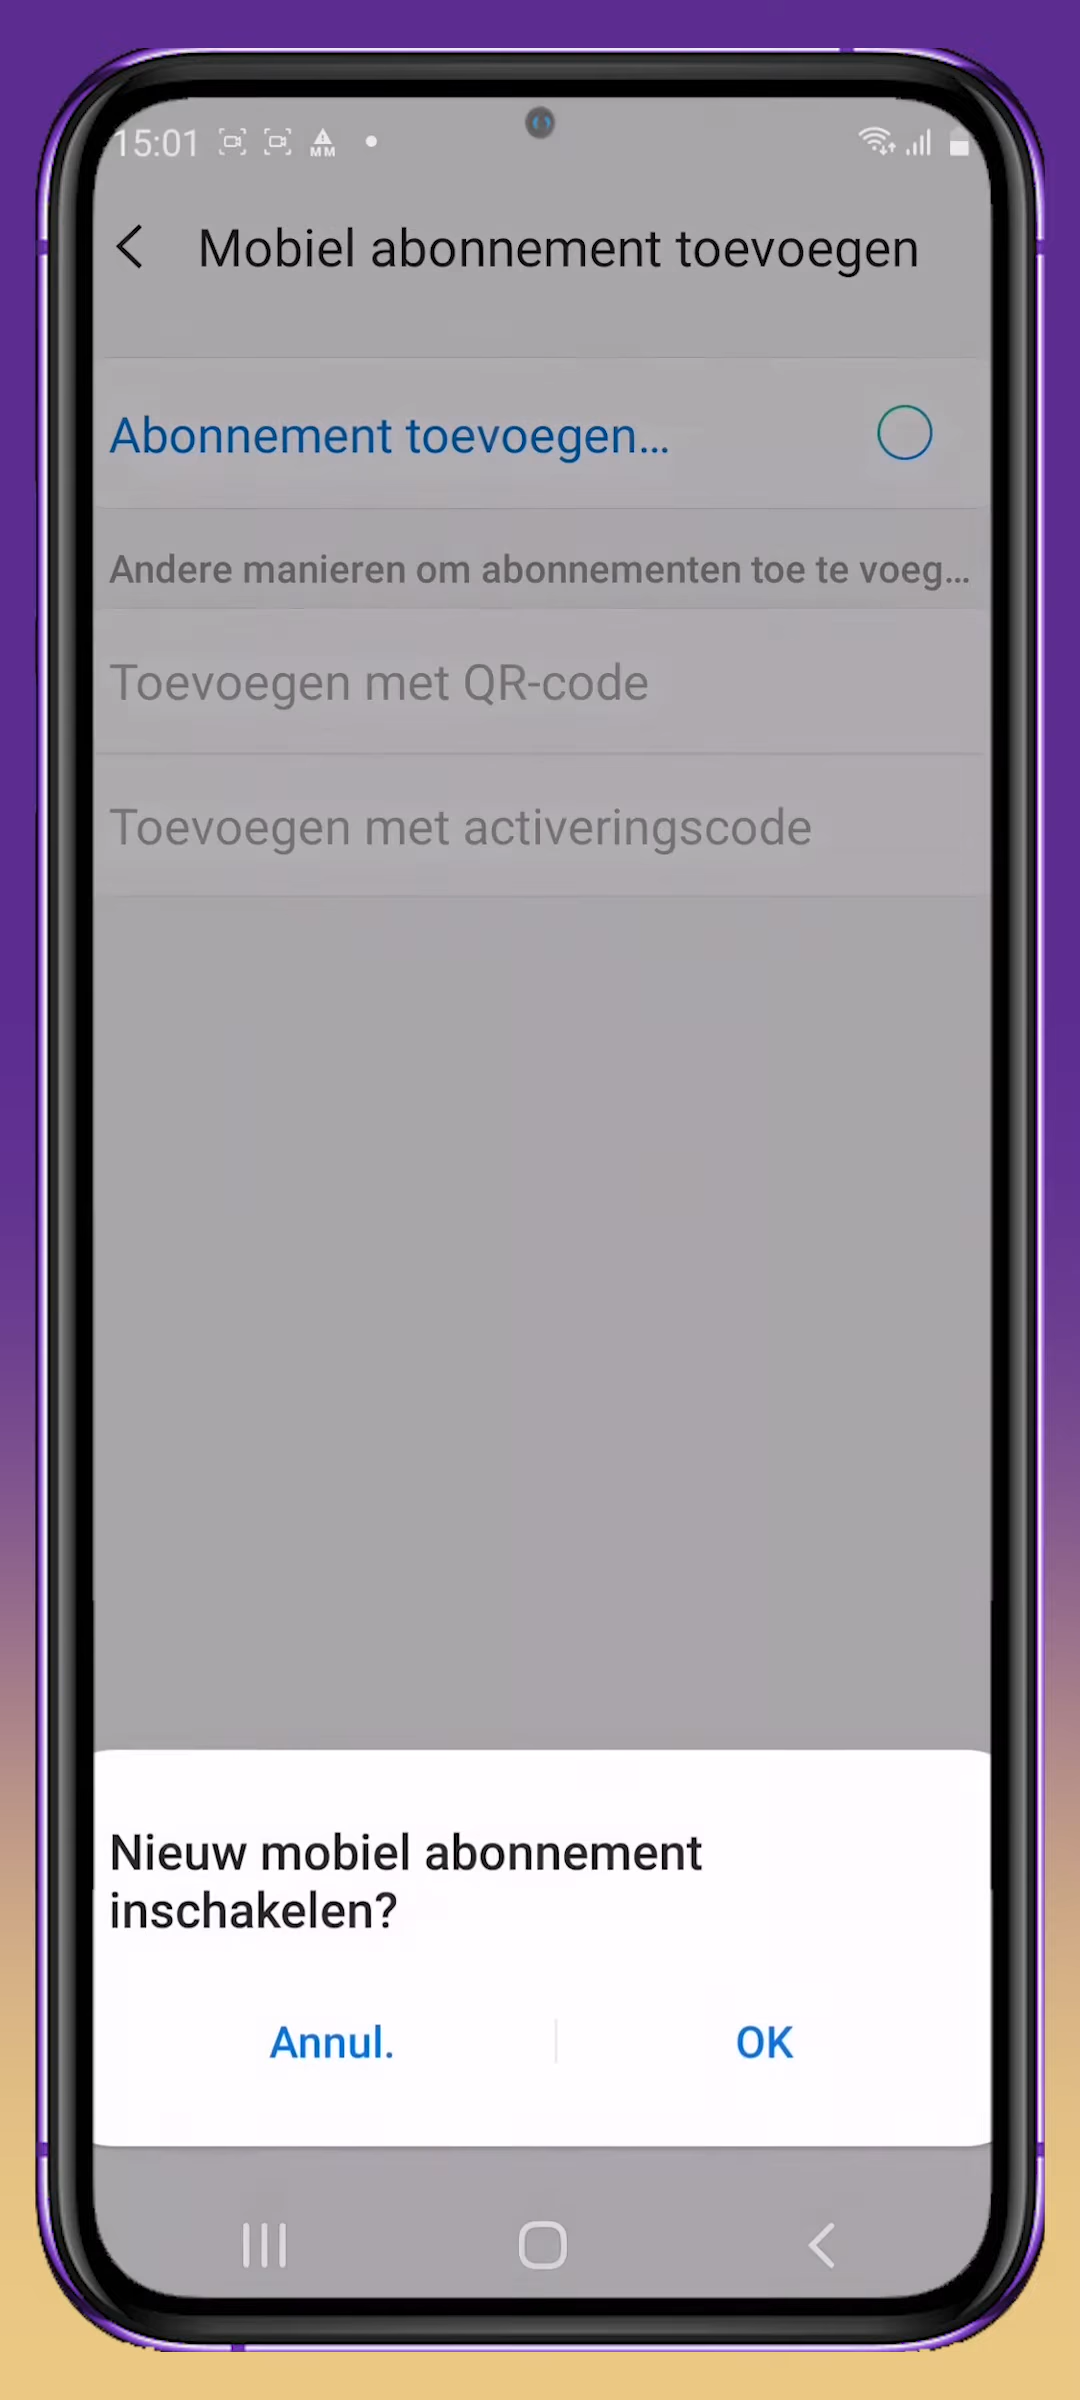 15:01
Mobiel abonnement toevoegen
Abonnement toevoegen...
Andere manieren om abonnementen toe te voeg...
Toevoegen met QR-code
Toevoegen met activeringscode
Nieuw mobiel abonnement
inschakelen?
Annul.
OK